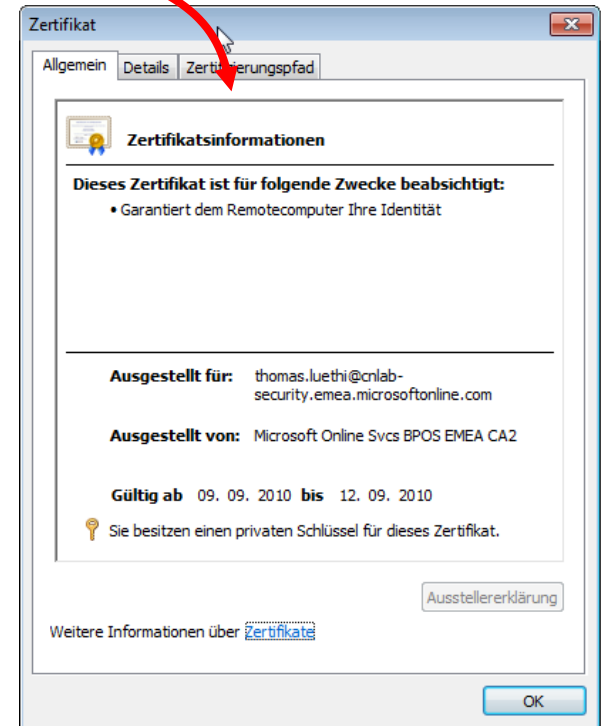 Zertifikat
Allgemein Details Zertifizierungspfad
Zertifikatsinformationen
Dieses Zertifikat ist für folgende Zwecke beabsichtigt:
• Garantiert dem Remotecomputer Ihre Identität
Ausgestellt für: thomas.luethi@cnlab-
security.emea.microsoftonline.com
Ausgestellt von: Microsoft Online Svcs BPOS EMEA CA2
Gültig ab 09. 09. 2010 bis 12. 09. 2010
Sie besitzen einen privaten Schlüssel für dieses Zertifikat.
Ausstellererklärung
Weitere Informationen über Zertifikate
OK